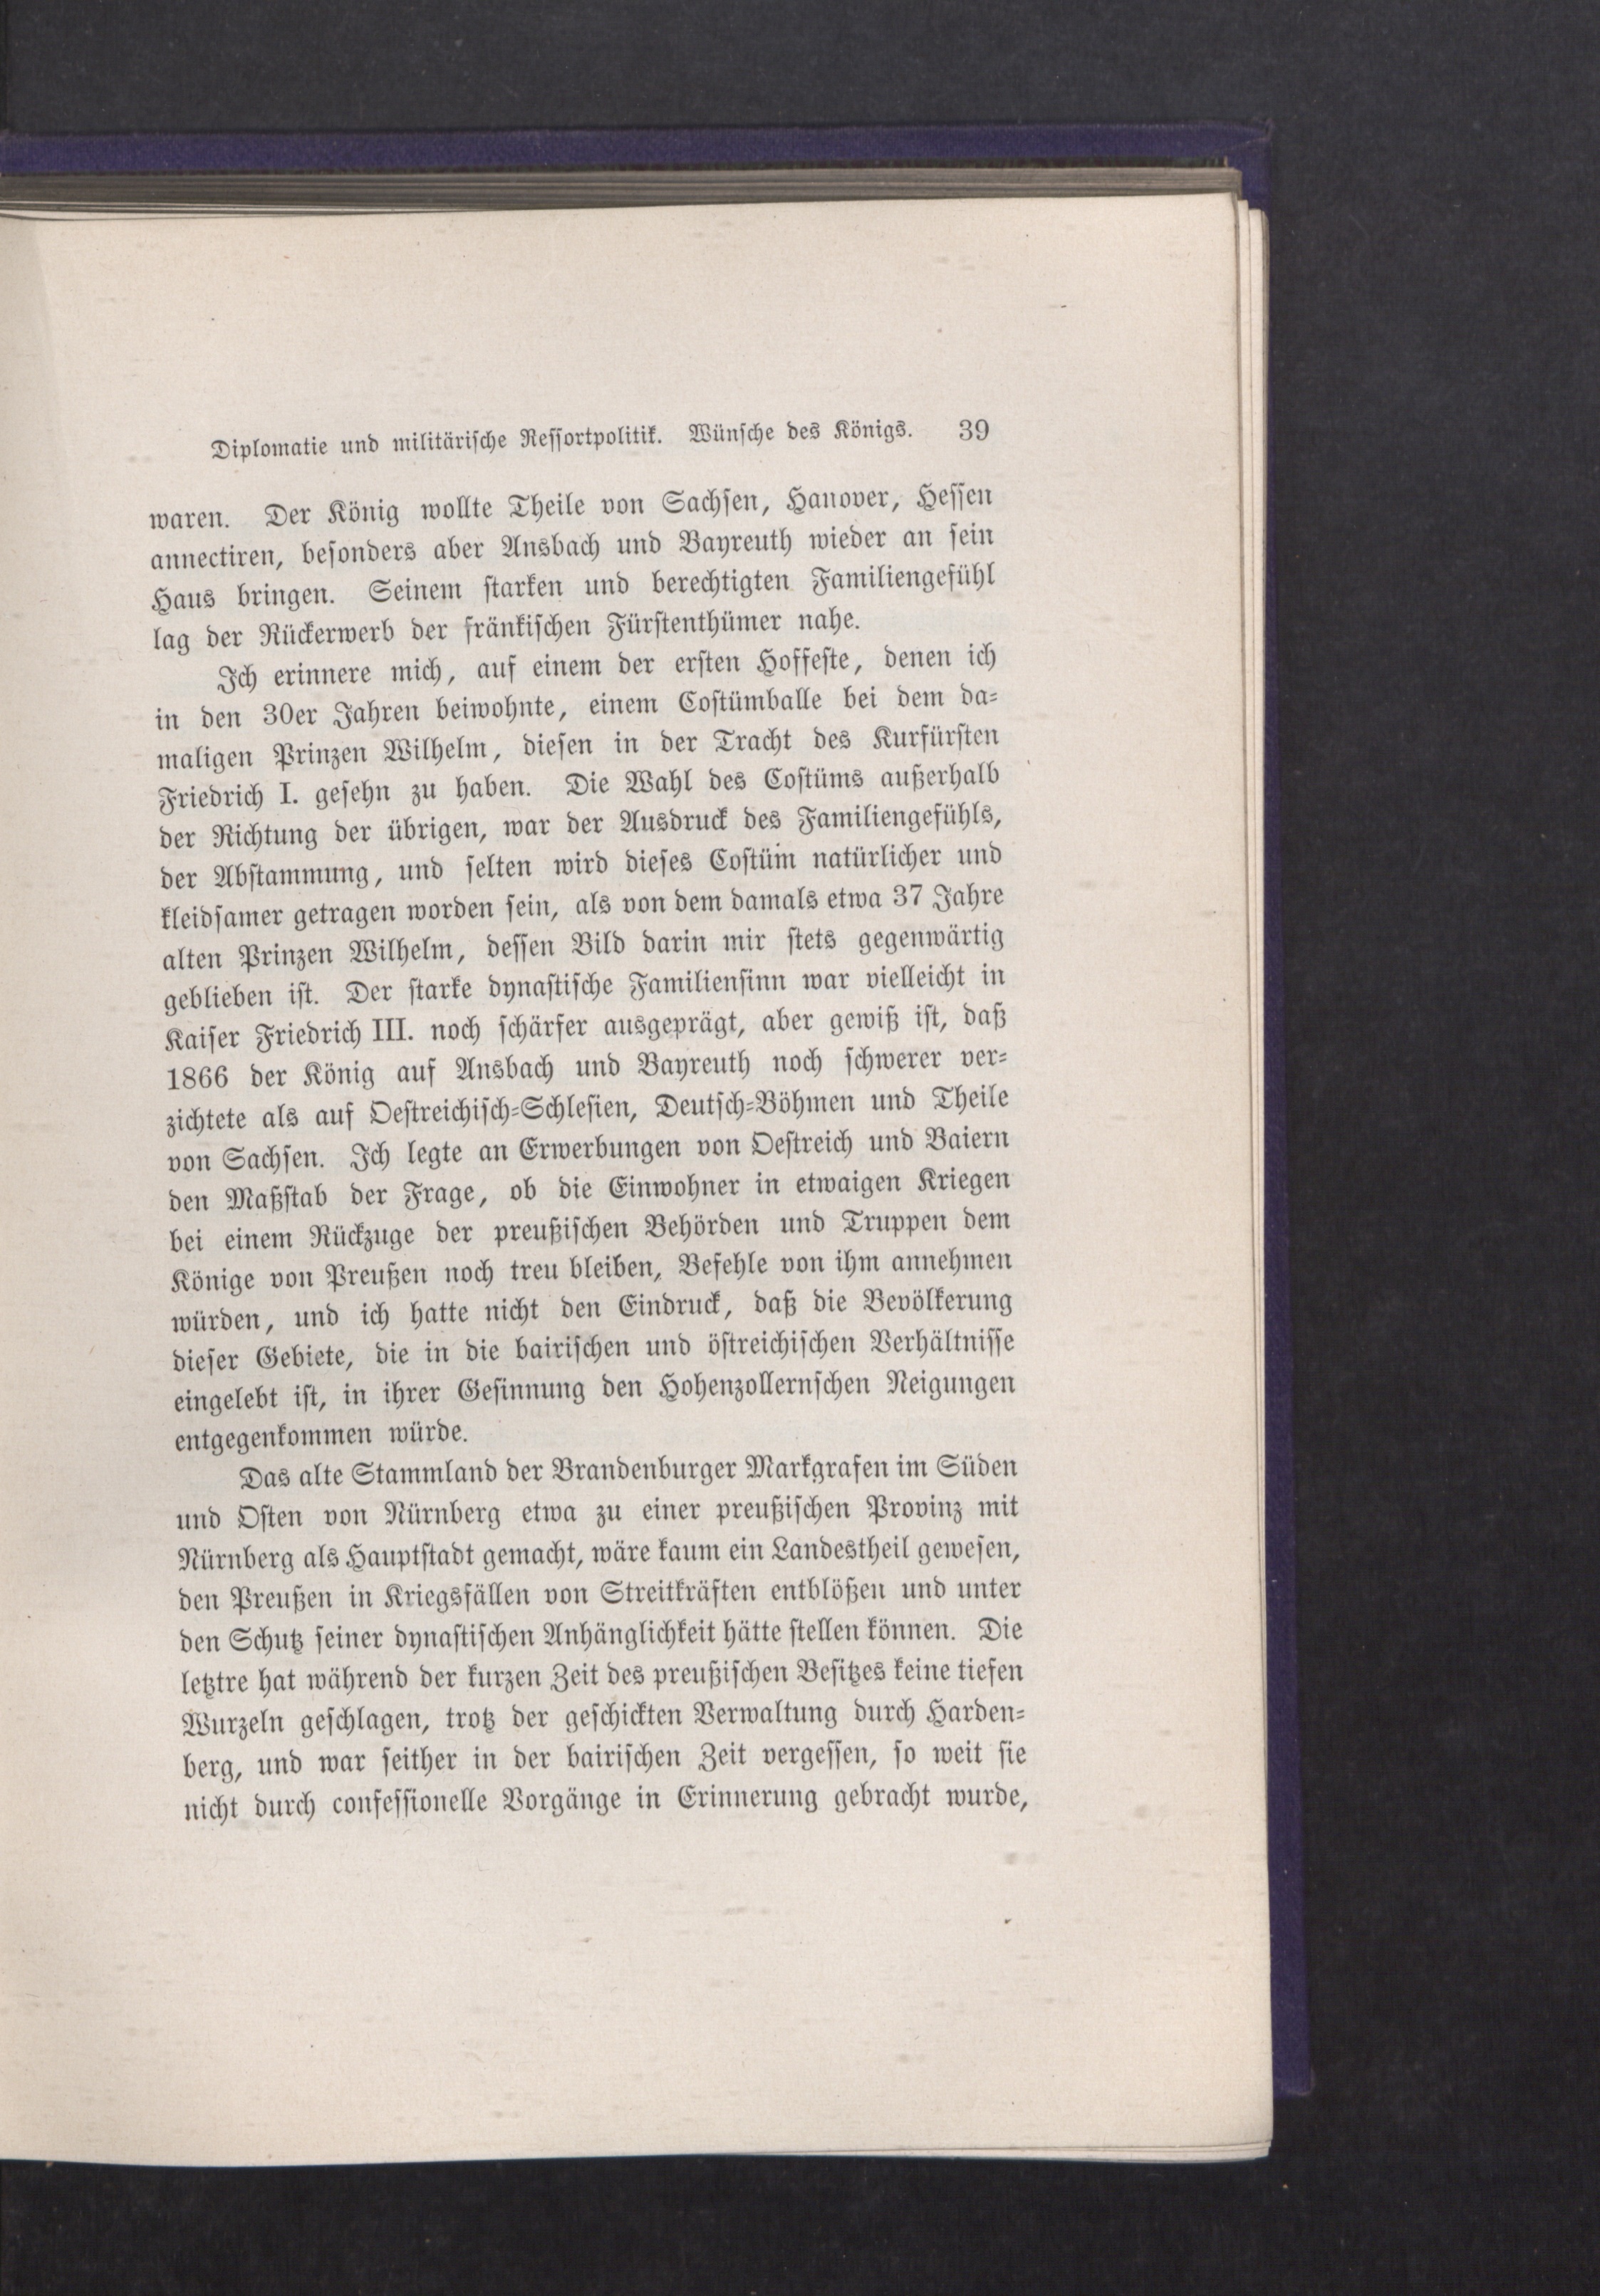 Diplomatie und militärische Ressortpolitik. Wünsche des Königs. 39
waren. Der König wollte Theile von Sachsen, Hanover, Hessen
annectiren, besonders aber Ansbach und Bayreuth wieder an sein
Haus bringen. Seinem starken und berechtigten Familiengefühl
lag der Rückerwerb der fränkischen Fürstenthümer nahe.
Ich erinnere mich, auf einem der ersten Hoffeste, denen ich
in den 30er Jahren beiwohnte, einem Costümballe bei dem da-
maligen Prinzen Wilhelm, diesen in der Tracht des Kurfürsten
Friedrich I. gesehn zu haben. Die Wahl des Costüms außerhalb
der Richtung der übrigen, war der Ausdruck des Familiengefühls,
der Abstammung, und selten wird dieses Costüm natürlicher und
kleidsamer getragen worden sein, als von dem damals etwa 37 Jahre
alten Prinzen Wilhelm, dessen Bild darin mir stets gegenwärtig
geblieben ist. Der starke dynastische Familiensinn war vielleicht in
Kaiser Friedrich III. noch schärfer ausgeprägt, aber gewiß ist, daß
1866 der König auf Ansbach und Bayreuth noch schwerer ver-
zichtete als auf Oestreichisch-Schlesien, Deutsch-Böhmen und Theile
von Sachsen. Ich legte an Erwerbungen von Oestreich und Baiern
den Maßstab der Frage, ob die Einwohner in etwaigen Kriegen
bei einem Rückzuge der preußischen Behörden und Truppen dem
Könige von Preußen noch treu bleiben, Befehle von ihm annehmen
würden, und ich hatte nicht den Eindruck, daß die Bevölkerung
dieser Gebiete, die in die bairischen und östreichischen Verhältnisse
eingelebt ist, in ihrer Gesinnung den Hohenzollernschen Neigungen
entgegenkommen würde.
Das alte Stammland der Brandenburger Markgrafen im Süden
und Osten von Nürnberg etwa zu einer preußischen Provinz mit
Nürnberg als Hauptstadt gemacht, wäre kaum ein Landestheil gewesen,
den Preußen in Kriegsfällen von Streitkräften entblößen und unter
den Schutz seiner dynastischen Anhänglichkeit hätte stellen können. Die
letztre hat während der kurzen Zeit des preußischen Besitzes keine tiefen
Wurzeln geschlagen, trotz der geschickten Verwaltung durch Harden-
berg, und war seither in der bairischen Zeit vergessen, so weit sie
nicht durch confessionelle Vorgänge in Erinnerung gebracht wurde,